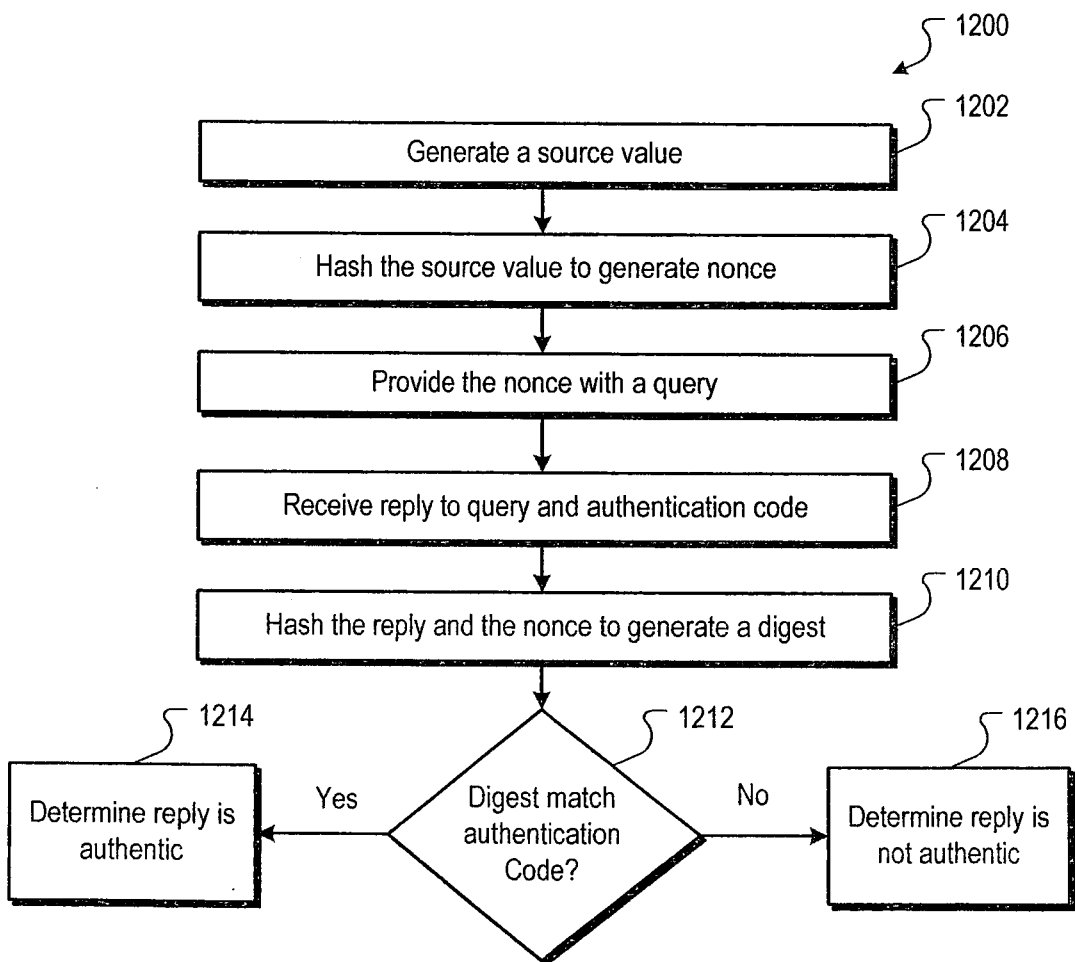 1200
1202
Generate a source value
1204
Hash the source value to generate nonce
1206
Provide the nonce with a query
1208
Receive reply to query and authentication code
1210
Hash the reply and the nonce to generate a digest
1212
Digest match
authentication
Code?
Yes
1214
Determine reply is
authentic
No
1216
Determine reply is
not authentic